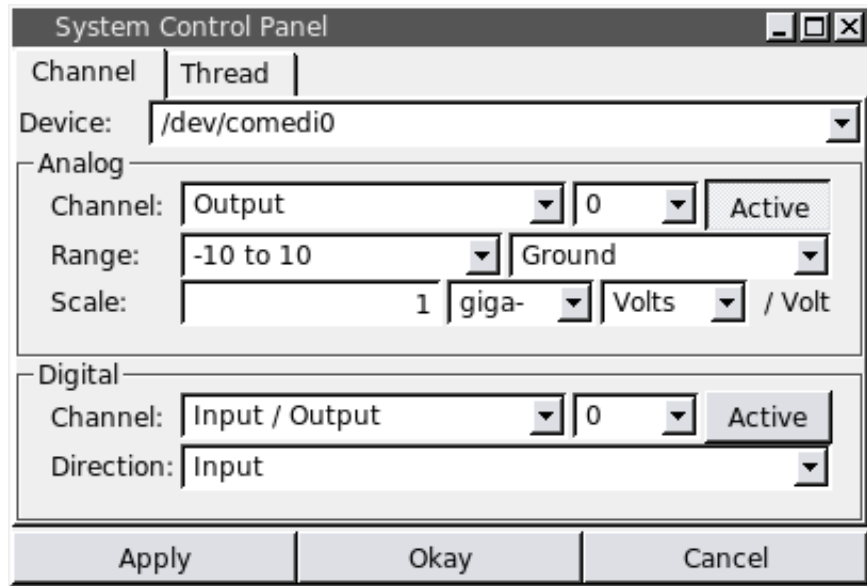 System Control Panel
Channel Thread
Device: /dev/comedi0
Analog
Channel: Output 0 Active
Range: -10 to 10 Ground
Scale: 1 giga- Volts / Volt
Digital
Channel: Input / Output 0 Active
Direction: Input
Apply Okay Cancel